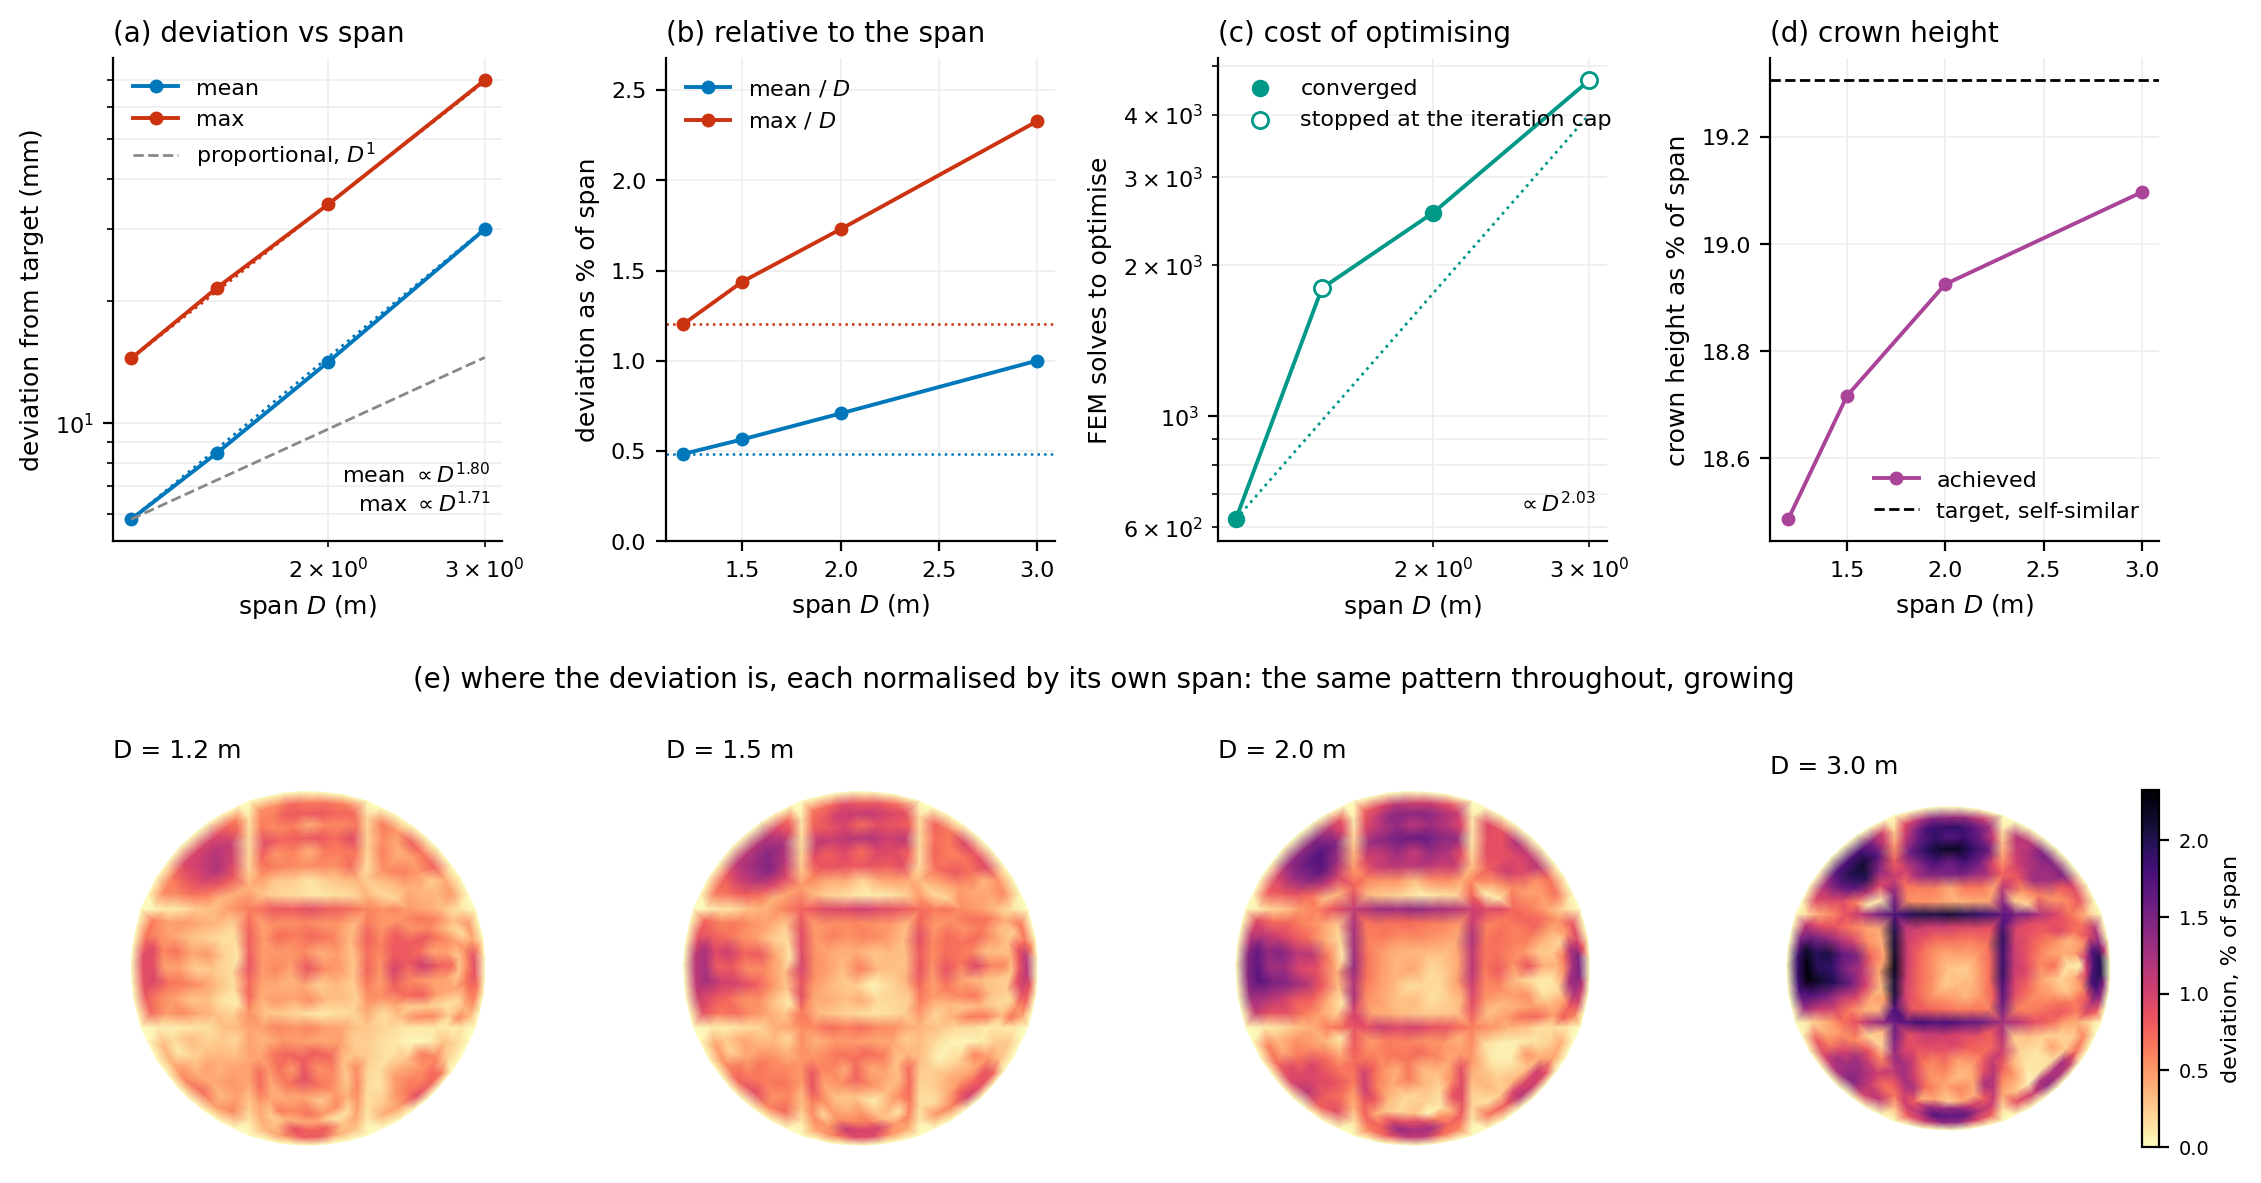 (a) deviation vs span
deviation from target (mm)
mean
max
proportional, D¹
10¹
mean ∝D^1.80
max ∝D^1.71
2 × 10⁰
3 × 10⁰
span D (m)
(b) relative to the span
deviation as % of span
mean / D
max / D
2.5
2.0
1.5
1.0
0.5
0.0
1.5
2.0
2.5
3.0
span D (m)
(c) cost of optimising
FEM solves to optimise
converged
stopped at the iteration cap
4 × 10³
3 × 10³
2 × 10³
10³
6 × 10²
∝D^2.03
2 × 10⁰
3 × 10⁰
span D (m)
(d) crown height
crown height as % of span
19.2
19.0
18.8
18.6
achieved
target, self-similar
1.5
2.0
2.5
3.0
span D (m)
(e) where the deviation is, each normalised by its own span: the same pattern throughout, growing
D = 1.2 m
D = 1.5 m
D = 2.0 m
D = 3.0 m
2.0
1.5
1.0
0.5
0.0
deviation, % of span